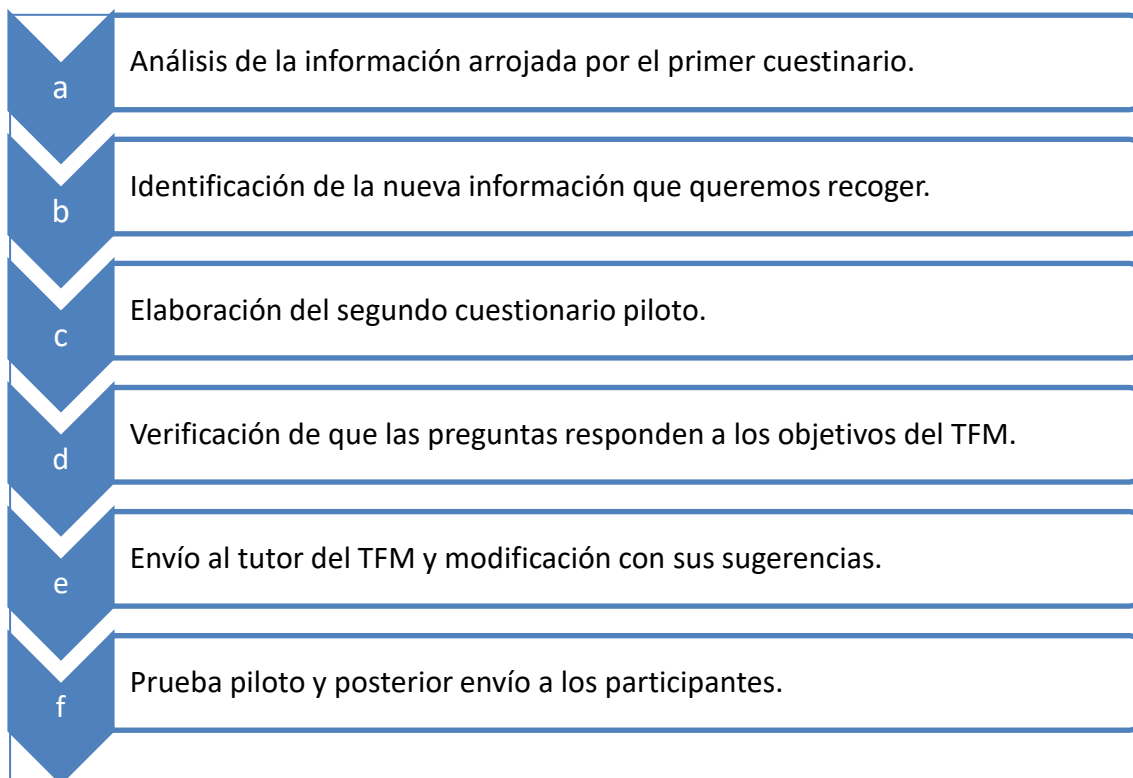 a
Análisis de la información arrojada por el primer cuestinario.
b
Identificación de la nueva información que queremos recoger.
c
Elaboración del segundo cuestionario piloto.
d
Verificación de que las preguntas responden a los objetivos del TFM.
e
Envío al tutor del TFM y modificación con sus sugerencias.
f
Prueba piloto y posterior envío a los participantes.